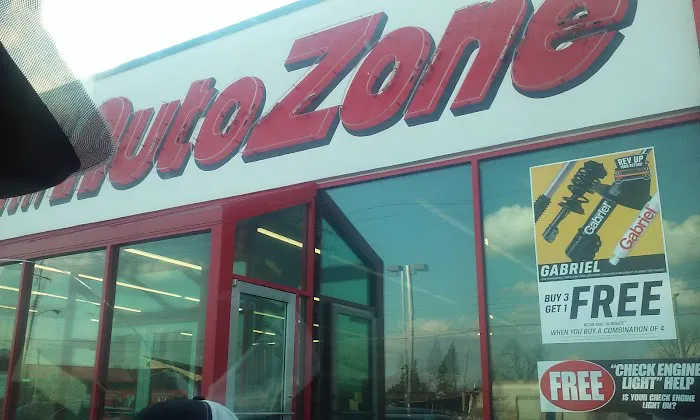 AutoZone
REV UP
Gabriel
Gabriel
GABRIEL
BUY 3
GET 1
FREE
WHEN YOU BUY A COMBINATION OF 4
FREE
"CHECK ENGINE
LIGHT" HELP
IS YOUR CHECK ENGINE
LIGHT ON?